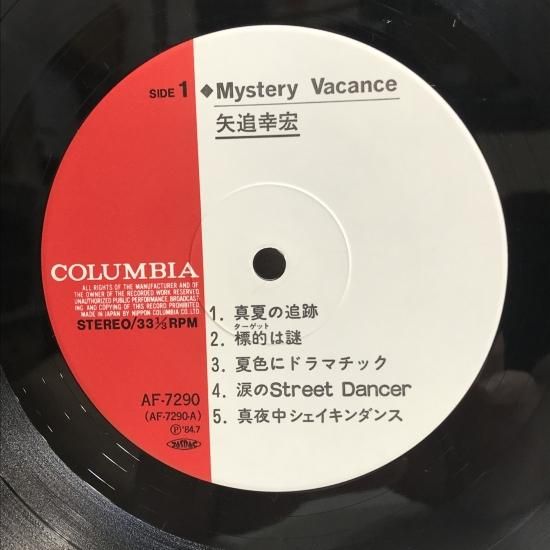 SIDE 1
◆Mystery Vacance
矢追幸宏
COLUMBIA
ALL RIGHTS OF THE MANUFACTURER AND OF
THE OWNER OF THE RECORDED WORK RESERVED.
UNAUTHORIZED PUBLIC PERFORMANCE, BROADCAST-
ING AND COPYING OF THIS RECORD PROHIBITED.
MADE IN JAPAN BY NIPPON COLUMBIA CO. LTD.
STEREO/33 1/3 RPM
1. 真夏の追跡
ターゲット
2. 標的は謎
3. 夏色にドラマチック
4. 涙のStreet Dancer
5. 真夜中シェイキンダンス
AF-7290
(AF-7290-A)
Ⓟ'84.7
JASRAC